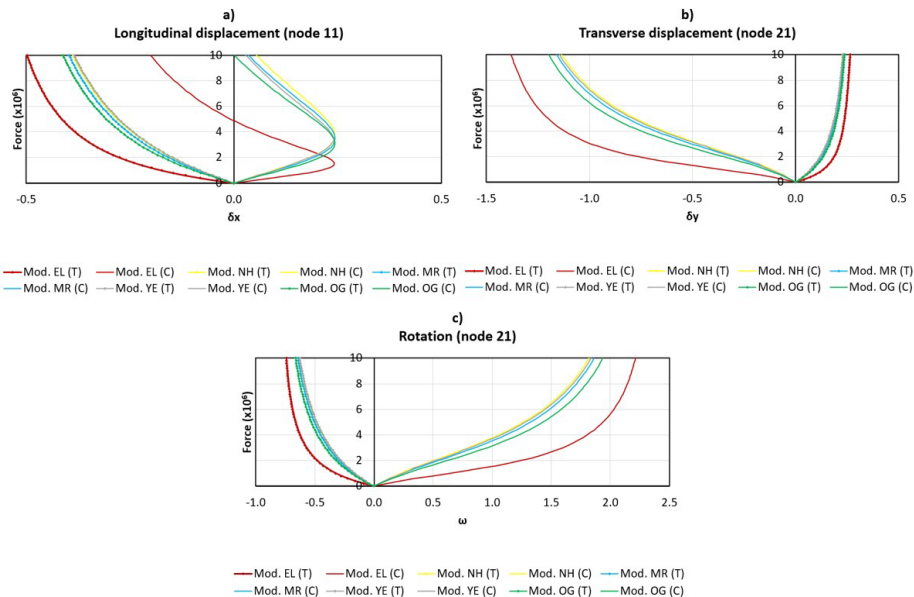 a)
Longitudinal displacement (node 11)
10
8
6
4
2
0
Force (x10⁶)
-0.5 0.0 0.5
δx
b)
Transverse displacement (node 21)
10
8
6
4
2
0
Force (x10⁶)
-1.5 -1.0 -0.5 0.0
δy
Mod. EL (T) Mod. EL (C) Mod. NH (T) Mod. NH (C) Mod. MR (T)
Mod. MR (C) Mod. YE (T) Mod. YE (C) Mod. OG (T) Mod. OG (C)
Mod. EL (T) Mod. EL (C) Mod. NH (T) Mod. NH (C) Mod. MR (T)
Mod. MR (C) Mod. YE (T) Mod. YE (C) Mod. OG (T) Mod. OG (C)
c)
Rotation (node 21)
10
8
6
4
2
0
Force (x10⁶)
-1.0 -0.5 0.0 0.5 1.0 1.5 2.0 2.5
ω
Mod. EL (T) Mod. EL (C) Mod. NH (T) Mod. NH (C) Mod. MR (T)
Mod. MR (C) Mod. YE (T) Mod. YE (C) Mod. OG (T) Mod. OG (C)